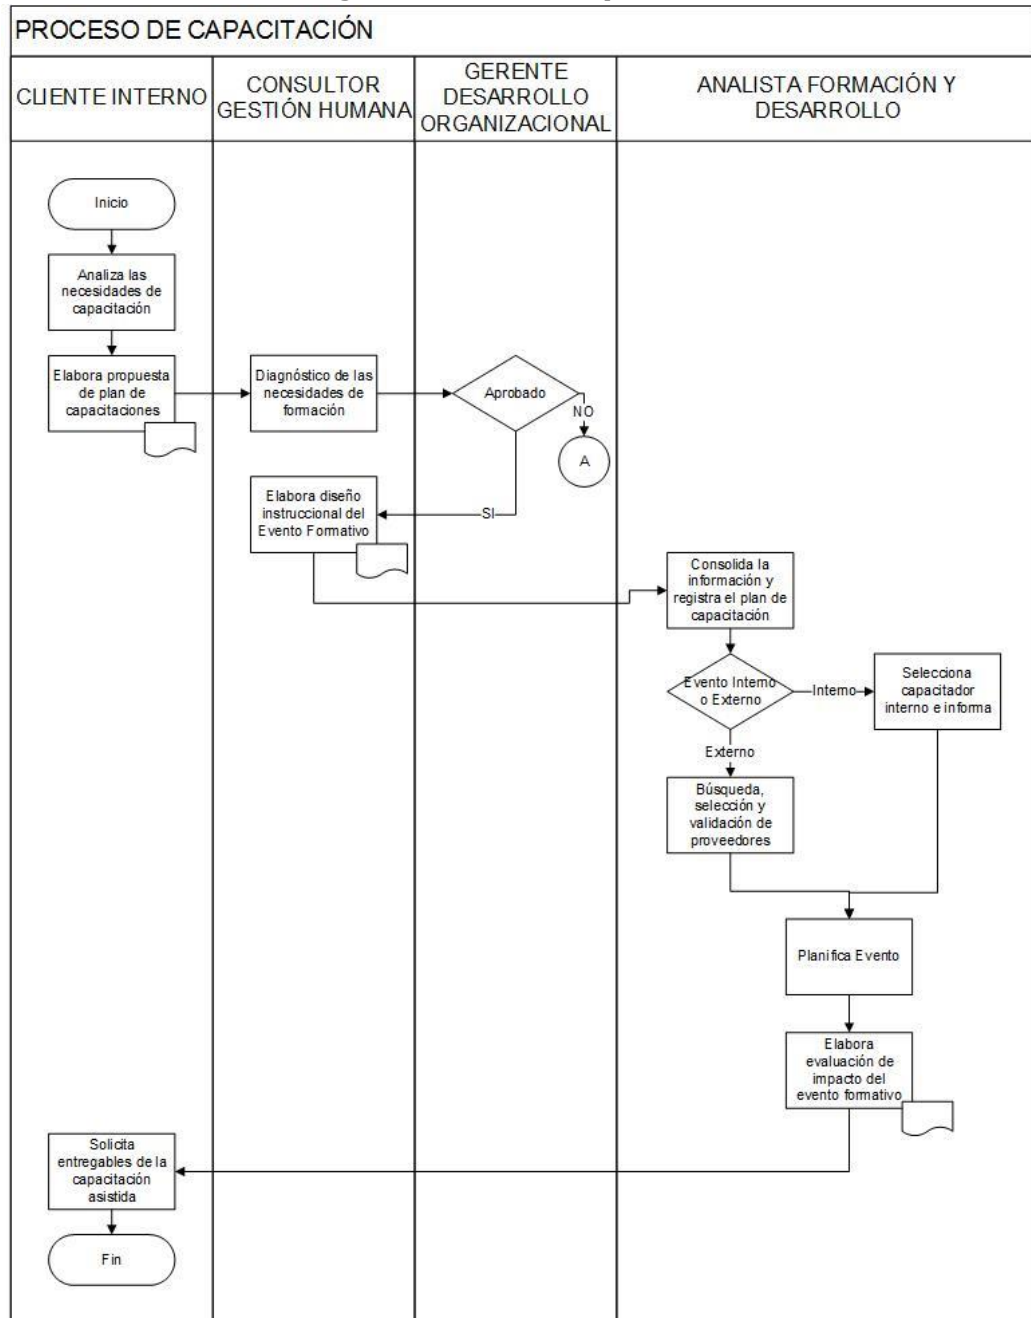 PROCESO DE CAPACITACIÓN
CLIENTE INTERNO
CONSULTOR
GESTIÓN HUMANA
GERENTE
DESARROLLO
ORGANIZACIONAL
ANALISTA FORMACIÓN Y
DESARROLLO
Inicio
Analiza las
necesidades de
capacitación
Elabora propuesta
de plan de
capacitaciones
Diagnóstico de las
necesidades de
formación
Aprobado
NO
A
SI
Elabora diseño
instruccional del
Evento Formativo
Consolida la
información y
registra el plan de
capacitación
Evento Interno
o Externo
Interno
Selecciona
capacitador
interno e informa
Externo
Búsqueda,
selección y
validación de
proveedores
Planifica Evento
Elabora
evaluación de
impacto del
evento formativo
Solicita
entregables de la
capacitación
asistida
Fin